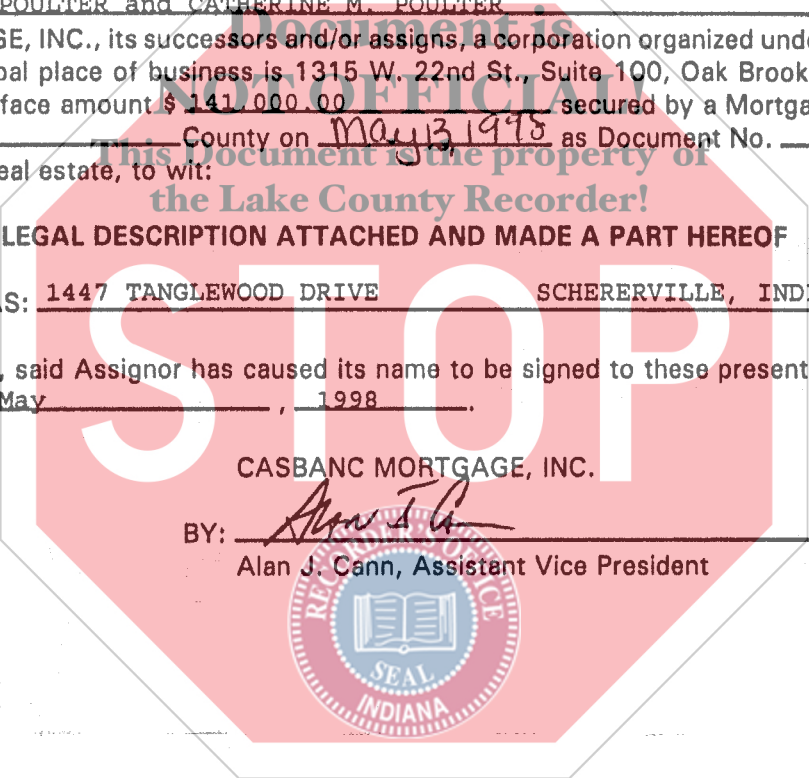 POULTER and CATHERINE M. POULTER
Document is
GE, INC., its successors and/or assigns, a corporation organized unde
pal place of business is 1315 W. 22nd St., Suite 100, Oak Brook
NOT OFFICIAL!
face amount $ 141,000.00 secured by a Mortga
County on May 13, 1998 as Document No.
This Document is the property of
eal estate, to wit:
the Lake County Recorder!
LEGAL DESCRIPTION ATTACHED AND MADE A PART HEREOF
AS: 1447 TANGLEWOOD DRIVE SCHERERVILLE, INDI
STOP
, said Assignor has caused its name to be signed to these present
May , 1998 .
CASBANC MORTGAGE, INC.
BY:
Alan J. Cann, Assistant Vice President
RECORDER'S OFFICE
SEAL
INDIANA